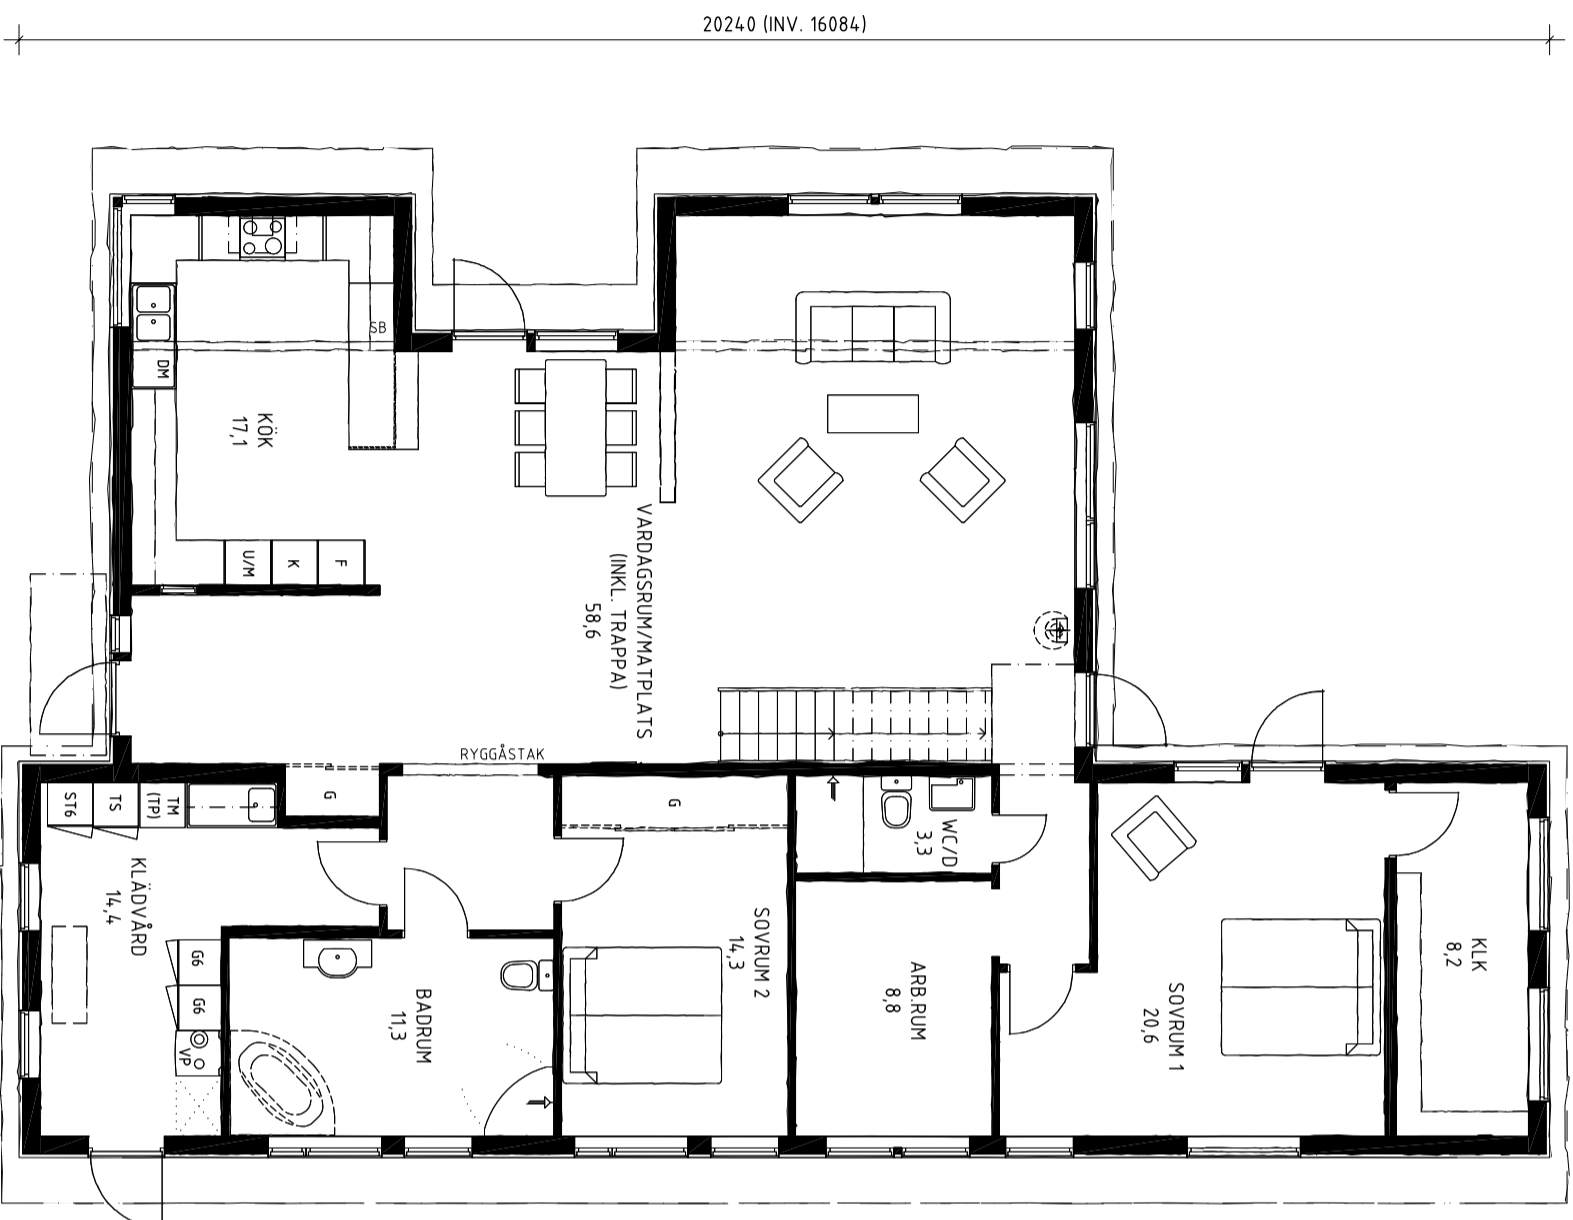 20240 (INV. 16084)
SB
DM
KÖK
17,1
U/M
K
F
VARDAGSRUM/MATPLATS
(INKL. TRAPPA)
58,6
RYGGÅSTAK
ST6
TS
TM
(TP)
G
G
WC/D
3,3
KLÄDVÅRD
14,4
G6
G6
VP
BADRUM
11,3
SOVRUM 2
14,3
ARB.RUM
8,8
SOVRUM 1
20,6
KLK
8,2